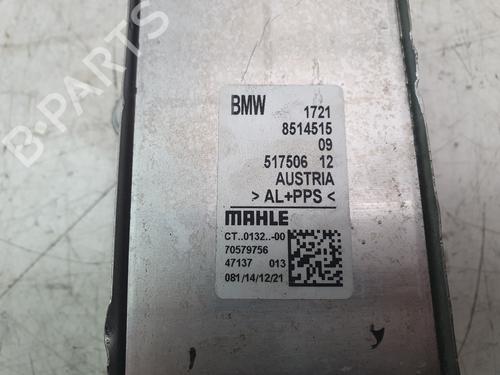 B-PARTS
BMW 1721
8514515
09
517506 12
AUSTRIA
> AL+PPS <
MAHLE
CT..0132..-00
70579756
47137 013
081/14/12/21